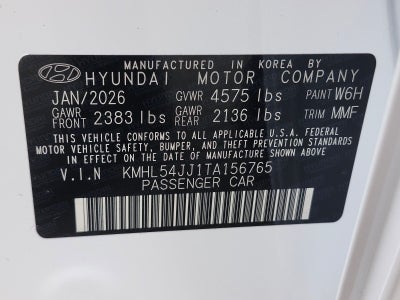 MANUFACTURED IN KOREA BY
HYUNDAI MOTOR COMPANY
JAN/2026 GVWR 4575 lbs PAINT W6H
GAWR FRONT 2383 lbs GAWR REAR 2136 lbs TRIM MMF
THIS VEHICLE CONFORMS TO ALL APPLICABLE U.S.A. FEDERAL
MOTOR VEHICLE SAFETY, BUMPER, AND THEFT PREVENTION STANDARDS
IN EFFECT ON THE DATE OF MANUFACTURE SHOWN ABOVE.
V.I.N KMHL54JJ1TA156765
PASSENGER CAR